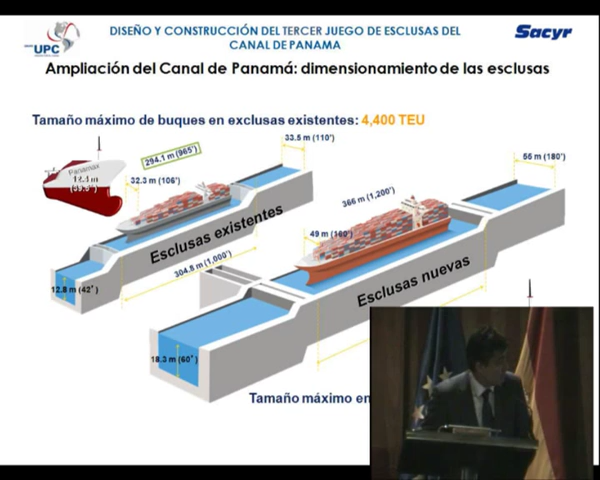 DISEÑO Y CONSTRUCCIÓN DEL TERCER JUEGO DE ESCLUSAS DEL
CANAL DE PANAMA
UPC
Sacyr
Ampliación del Canal de Panamá: dimensionamiento de las esclusas
Tamaño máximo de buques en exclusas existentes: 4,400 TEU
33.5 m (110')
294.1 m (965')
32.3 m (106')
Panamax
55 m (180')
366 m (1,200')
49 m (160')
Esclusas existentes
304.8 m (1,000')
12.8 m (42')
Esclusas nuevas
18.3 m (60')
Tamaño máximo en